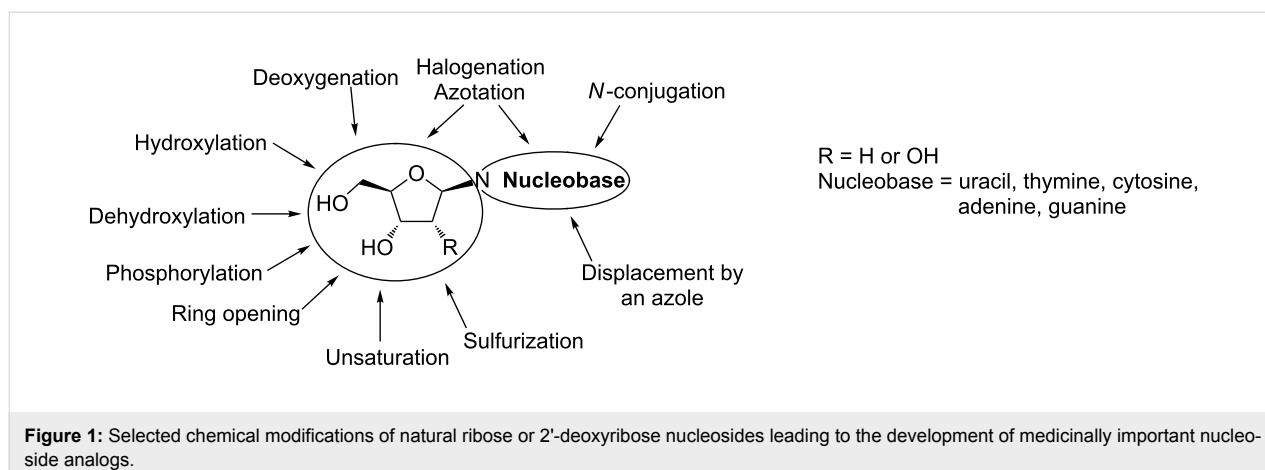 Deoxygenation
Halogenation
Azotation
N-conjugation
Hydroxylation
Dehydroxylation
Phosphorylation
Ring opening
Unsaturation
Sulfurization
Displacement by
an azole
O
HO
HO
R
N Nucleobase
R = H or OH
Nucleobase = uracil, thymine, cytosine,
adenine, guanine
Figure 1: Selected chemical modifications of natural ribose or 2'-deoxyribose nucleosides leading to the development of medicinally important nucleo-
side analogs.